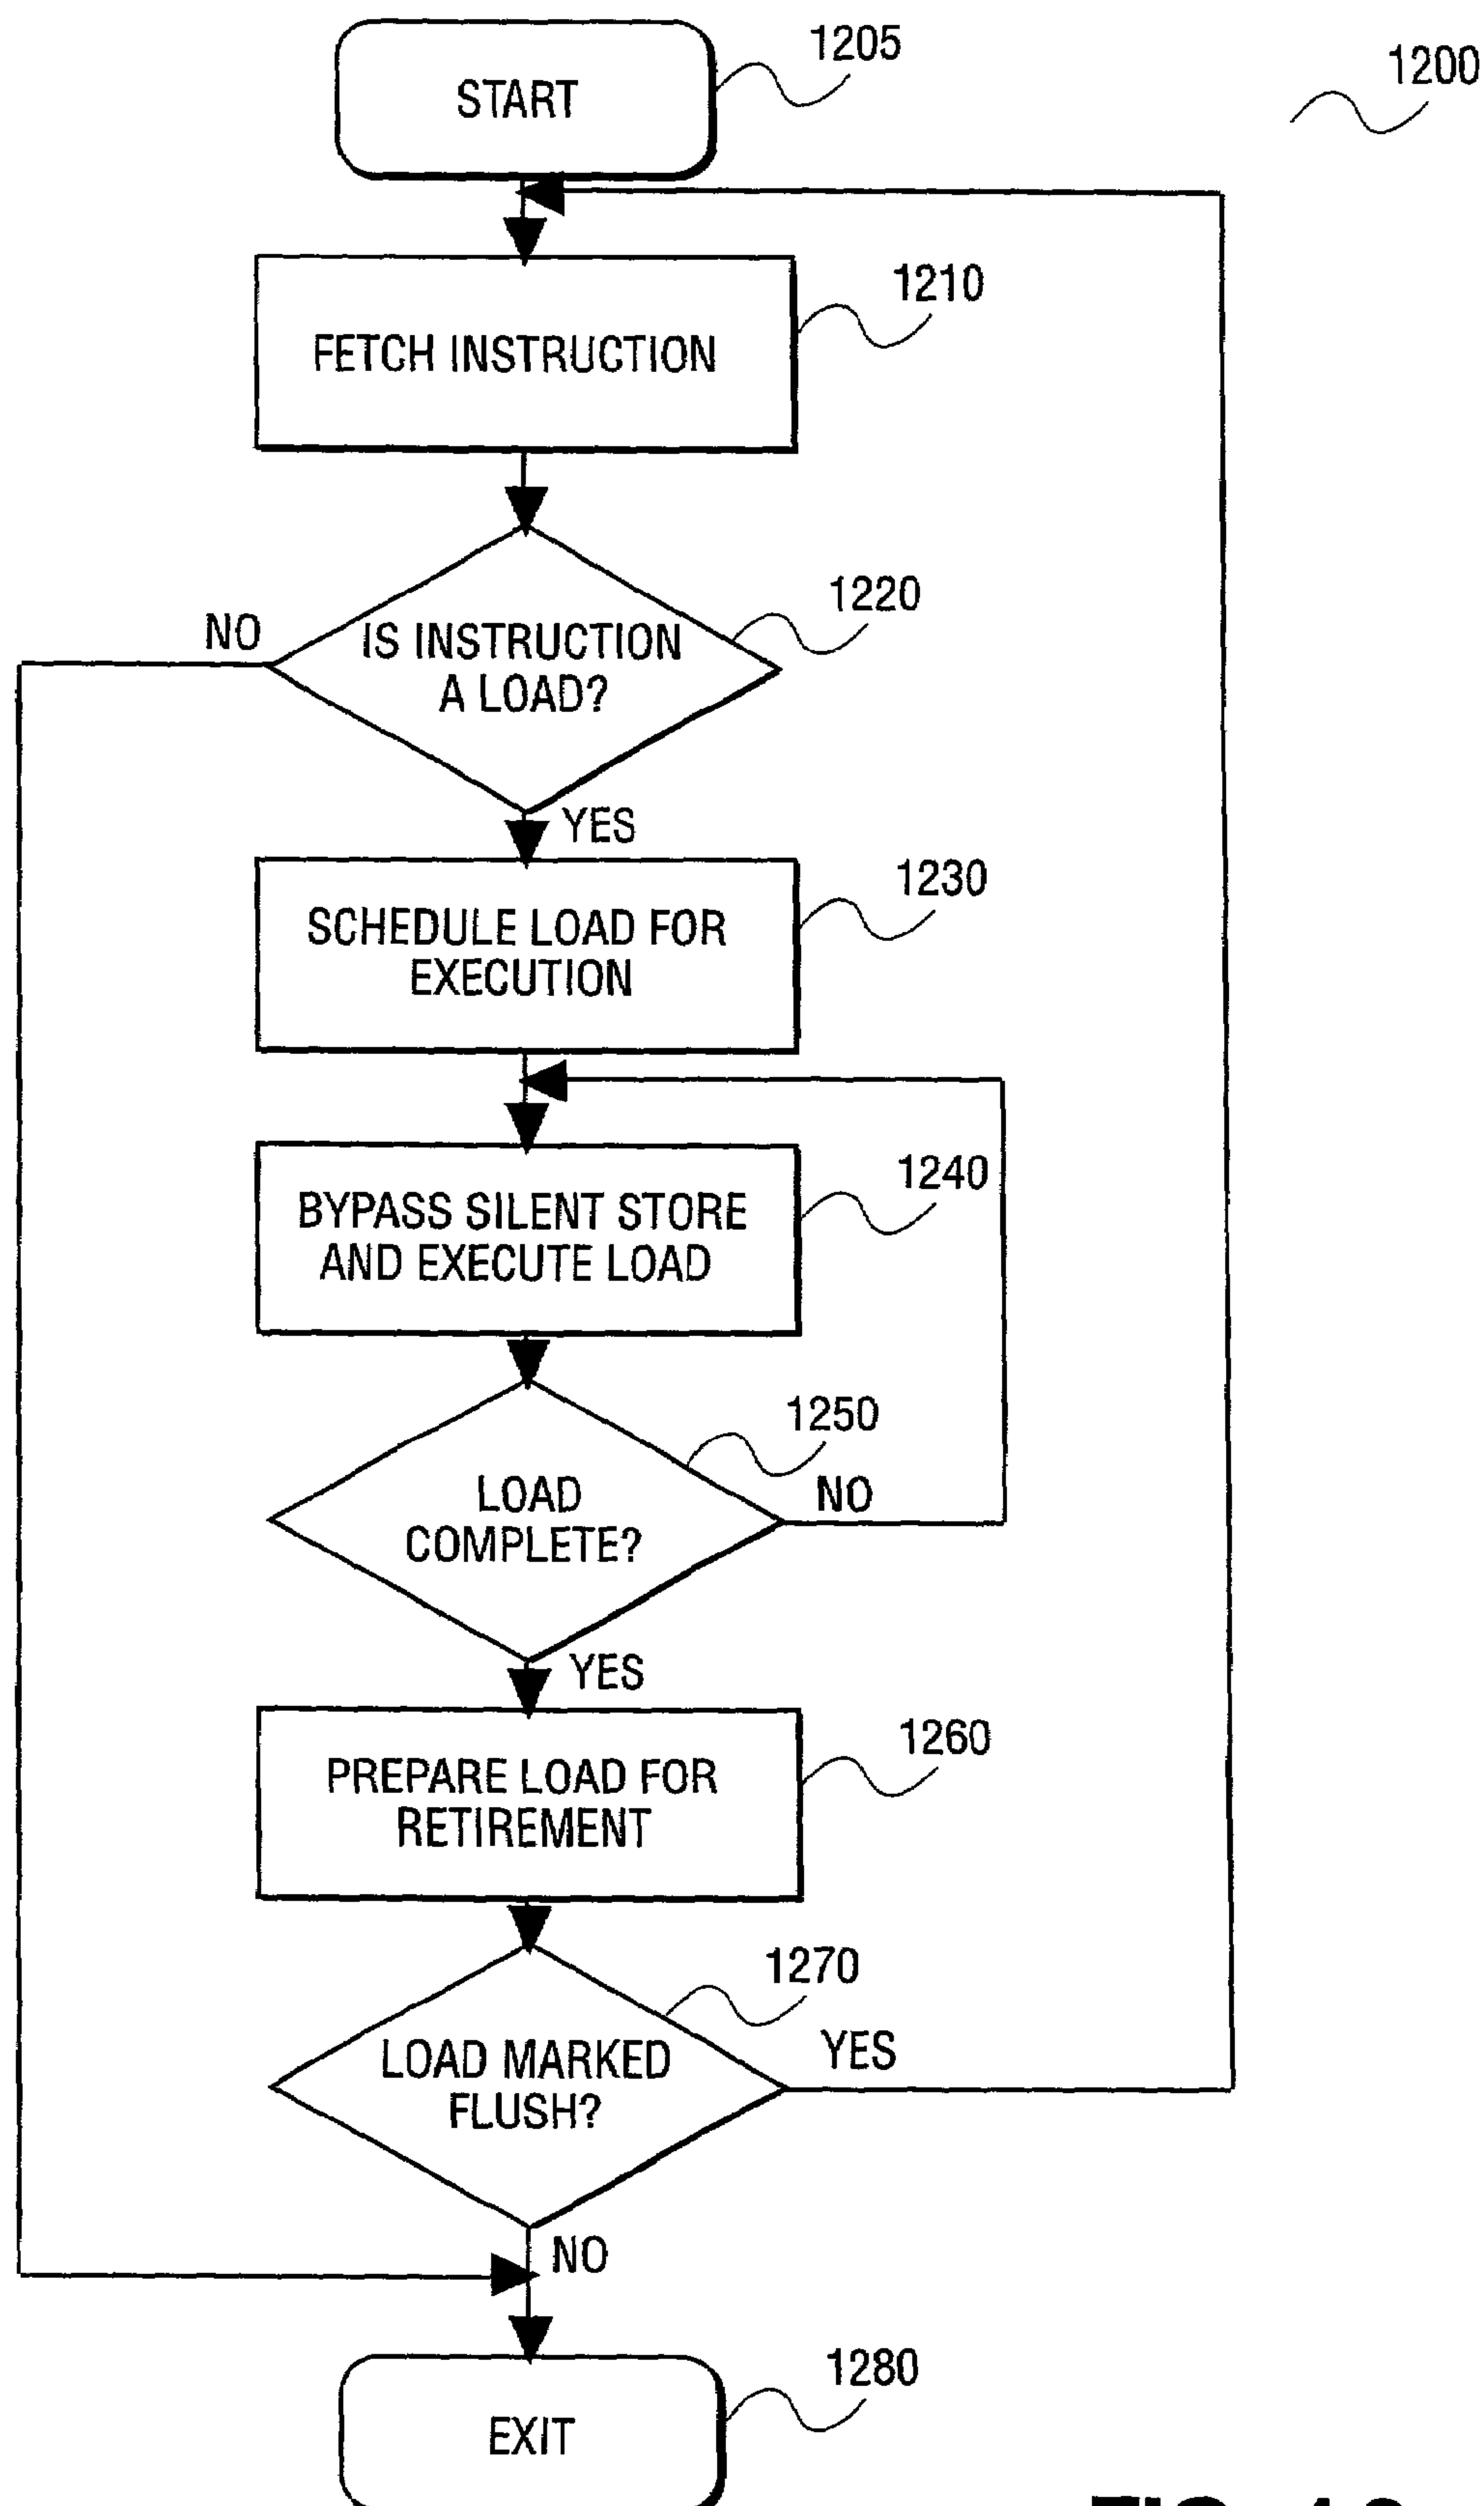 START
1205
1200
FETCH INSTRUCTION
1210
IS INSTRUCTION
A LOAD?
1220
NO
YES
SCHEDULE LOAD FOR
EXECUTION
1230
BYPASS SILENT STORE
AND EXECUTE LOAD
1240
LOAD
COMPLETE?
1250
NO
YES
PREPARE LOAD FOR
RETIREMENT
1260
LOAD MARKED
FLUSH?
1270
YES
NO
EXIT
1280